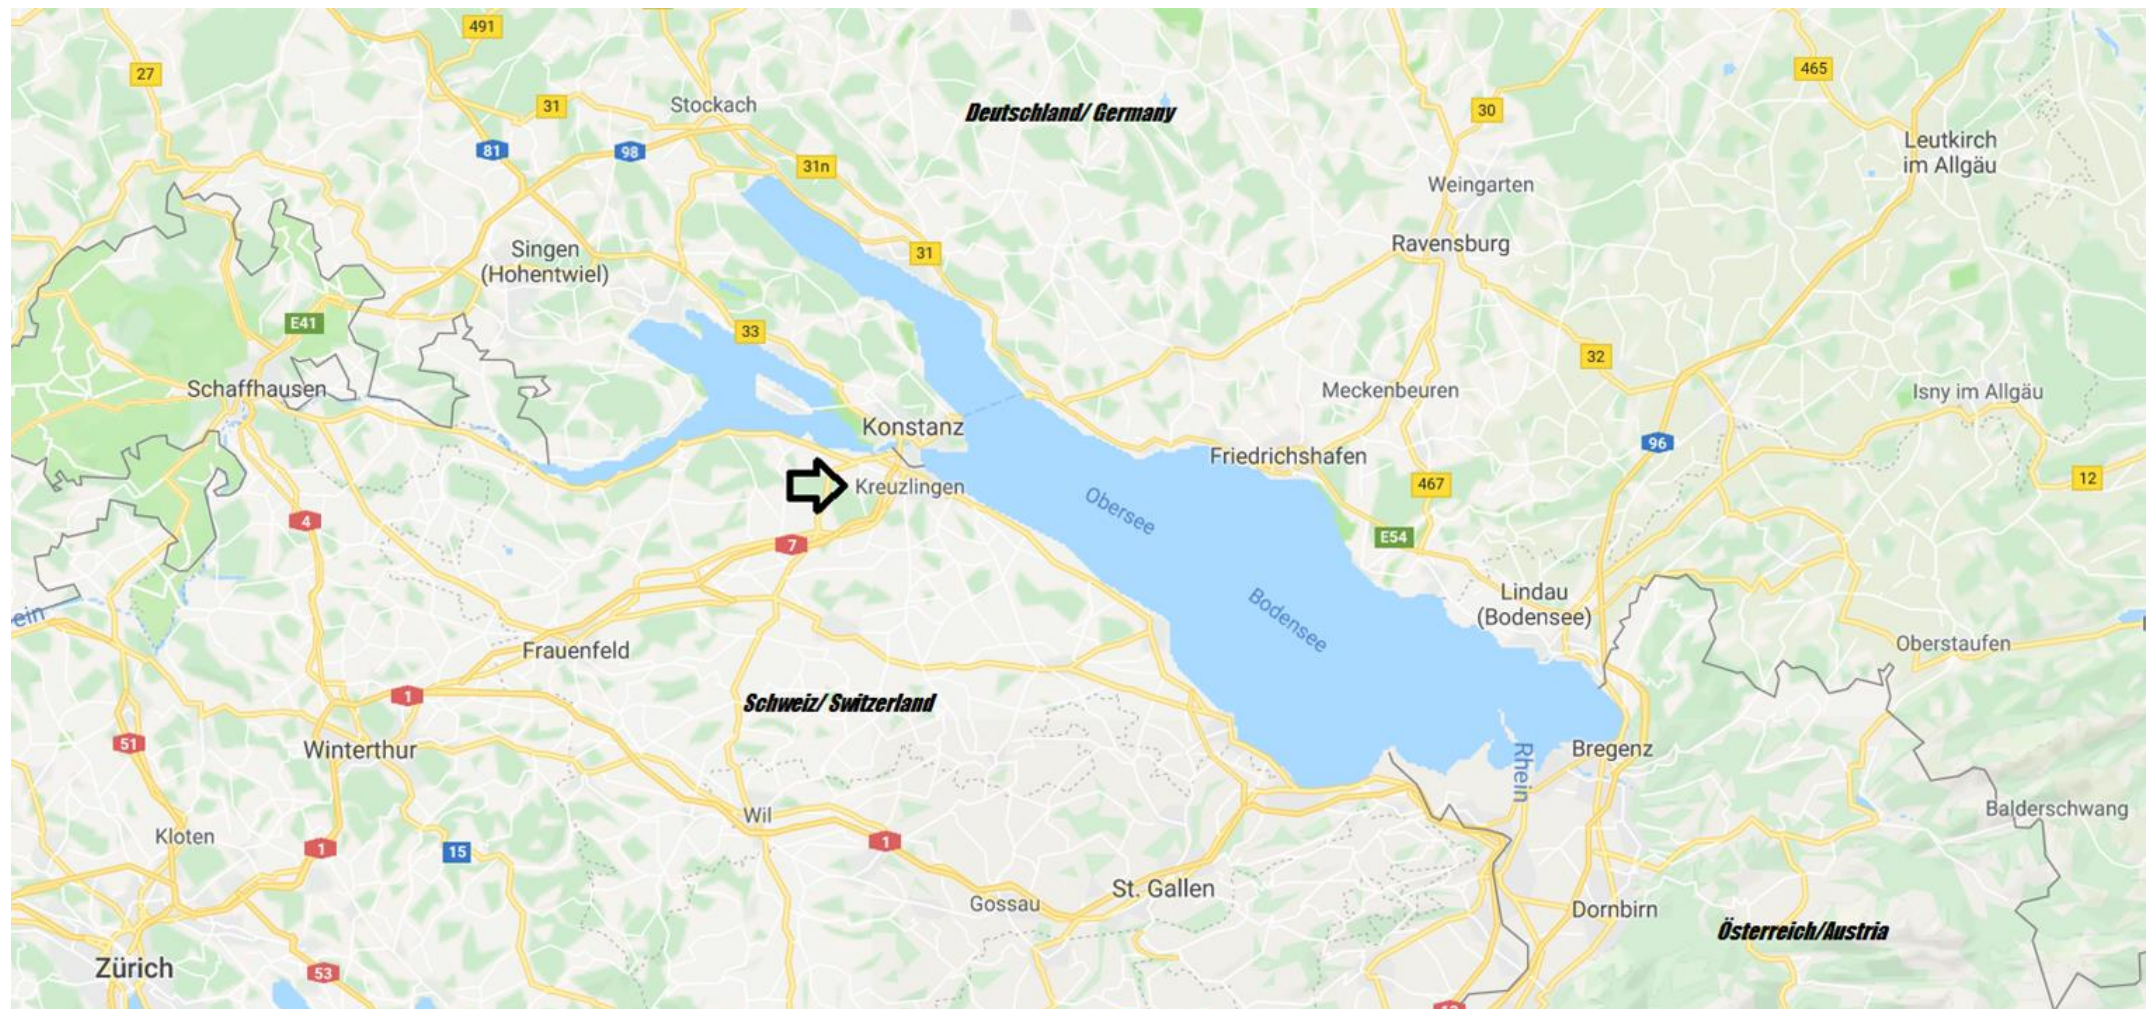 491
27
465
31
Stockach
Deutschland/ Germany
30
Leutkirch
im Allgäu
81
98
31n
Weingarten
Singen
(Hohentwiel)
31
Ravensburg
E41
33
32
Schaffhausen
Meckenbeuren
Isny im Allgäu
Konstanz
96
Friedrichshafen
12
Kreuzlingen
467
Obersee
4
7
E54
Lindau
(Bodensee)
Bodensee
ein
Frauenfeld
Oberstaufen
1
Schweiz/ Switzerland
51
Winterthur
Bregenz
Rhein
Wil
Balderschwang
Kloten
1
15
1
St. Gallen
Gossau
Dornbirn
Österreich/Austria
Zürich
53